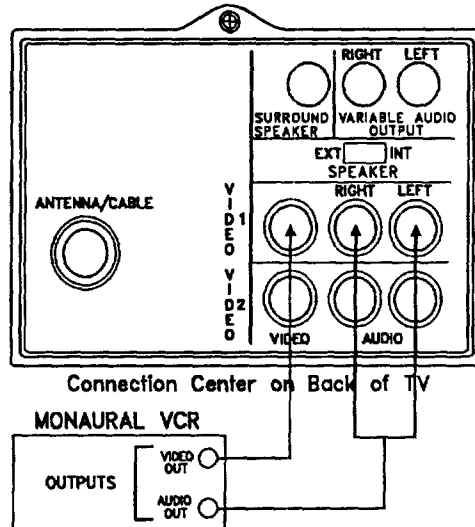 RIGHT LEFT
SURROUND SPEAKER
VARIABLE AUDIO OUTPUT
EXT INT
SPEAKER
RIGHT LEFT
ANTENNA/CABLE
VIDEO 1
VIDEO 2
VIDEO AUDIO
Connection Center on Back of TV
MONAURAL VCR
OUTPUTS
VIDEO OUT
AUDIO OUT